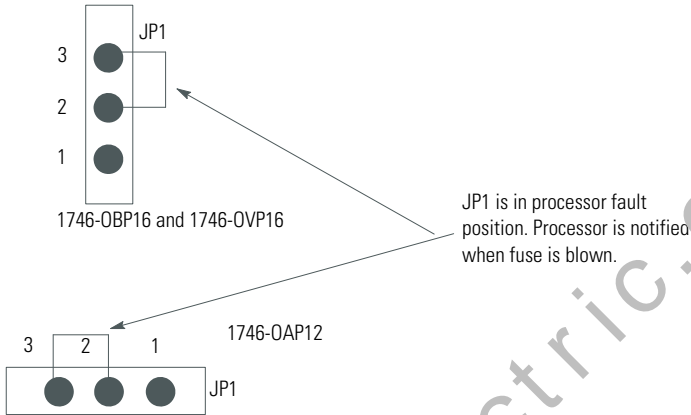 JP1
3
2
1
1746-OBP16 and 1746-OVP16
JP1 is in processor fault
position. Processor is notified
when fuse is blown.
1746-OAP12
3 2 1
JP1
ctric.